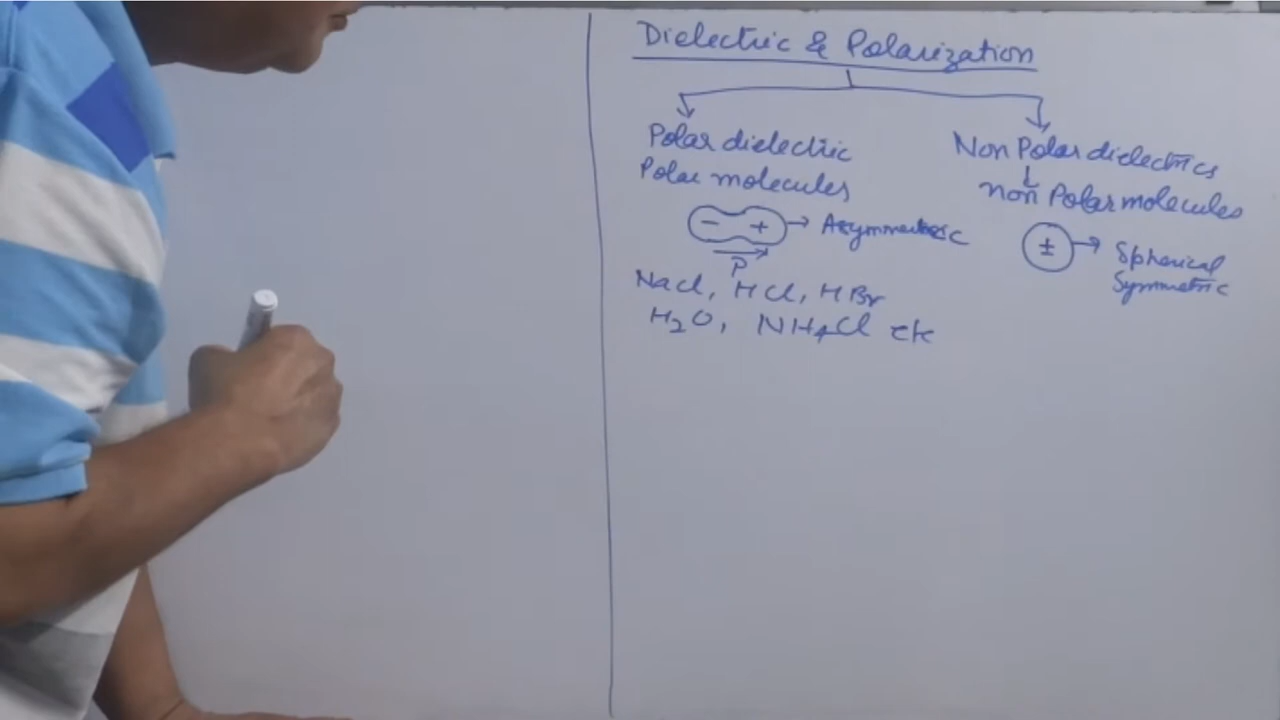 Dielectric & Polarization
Polar dielectric
Polar molecules
- + → Asymmetric
P
NaCl, HCl, HBr
H₂O, NH₄Cl etc
Non Polar dielectrics
↓
non Polar molecules
± → Spherical
Symmetric